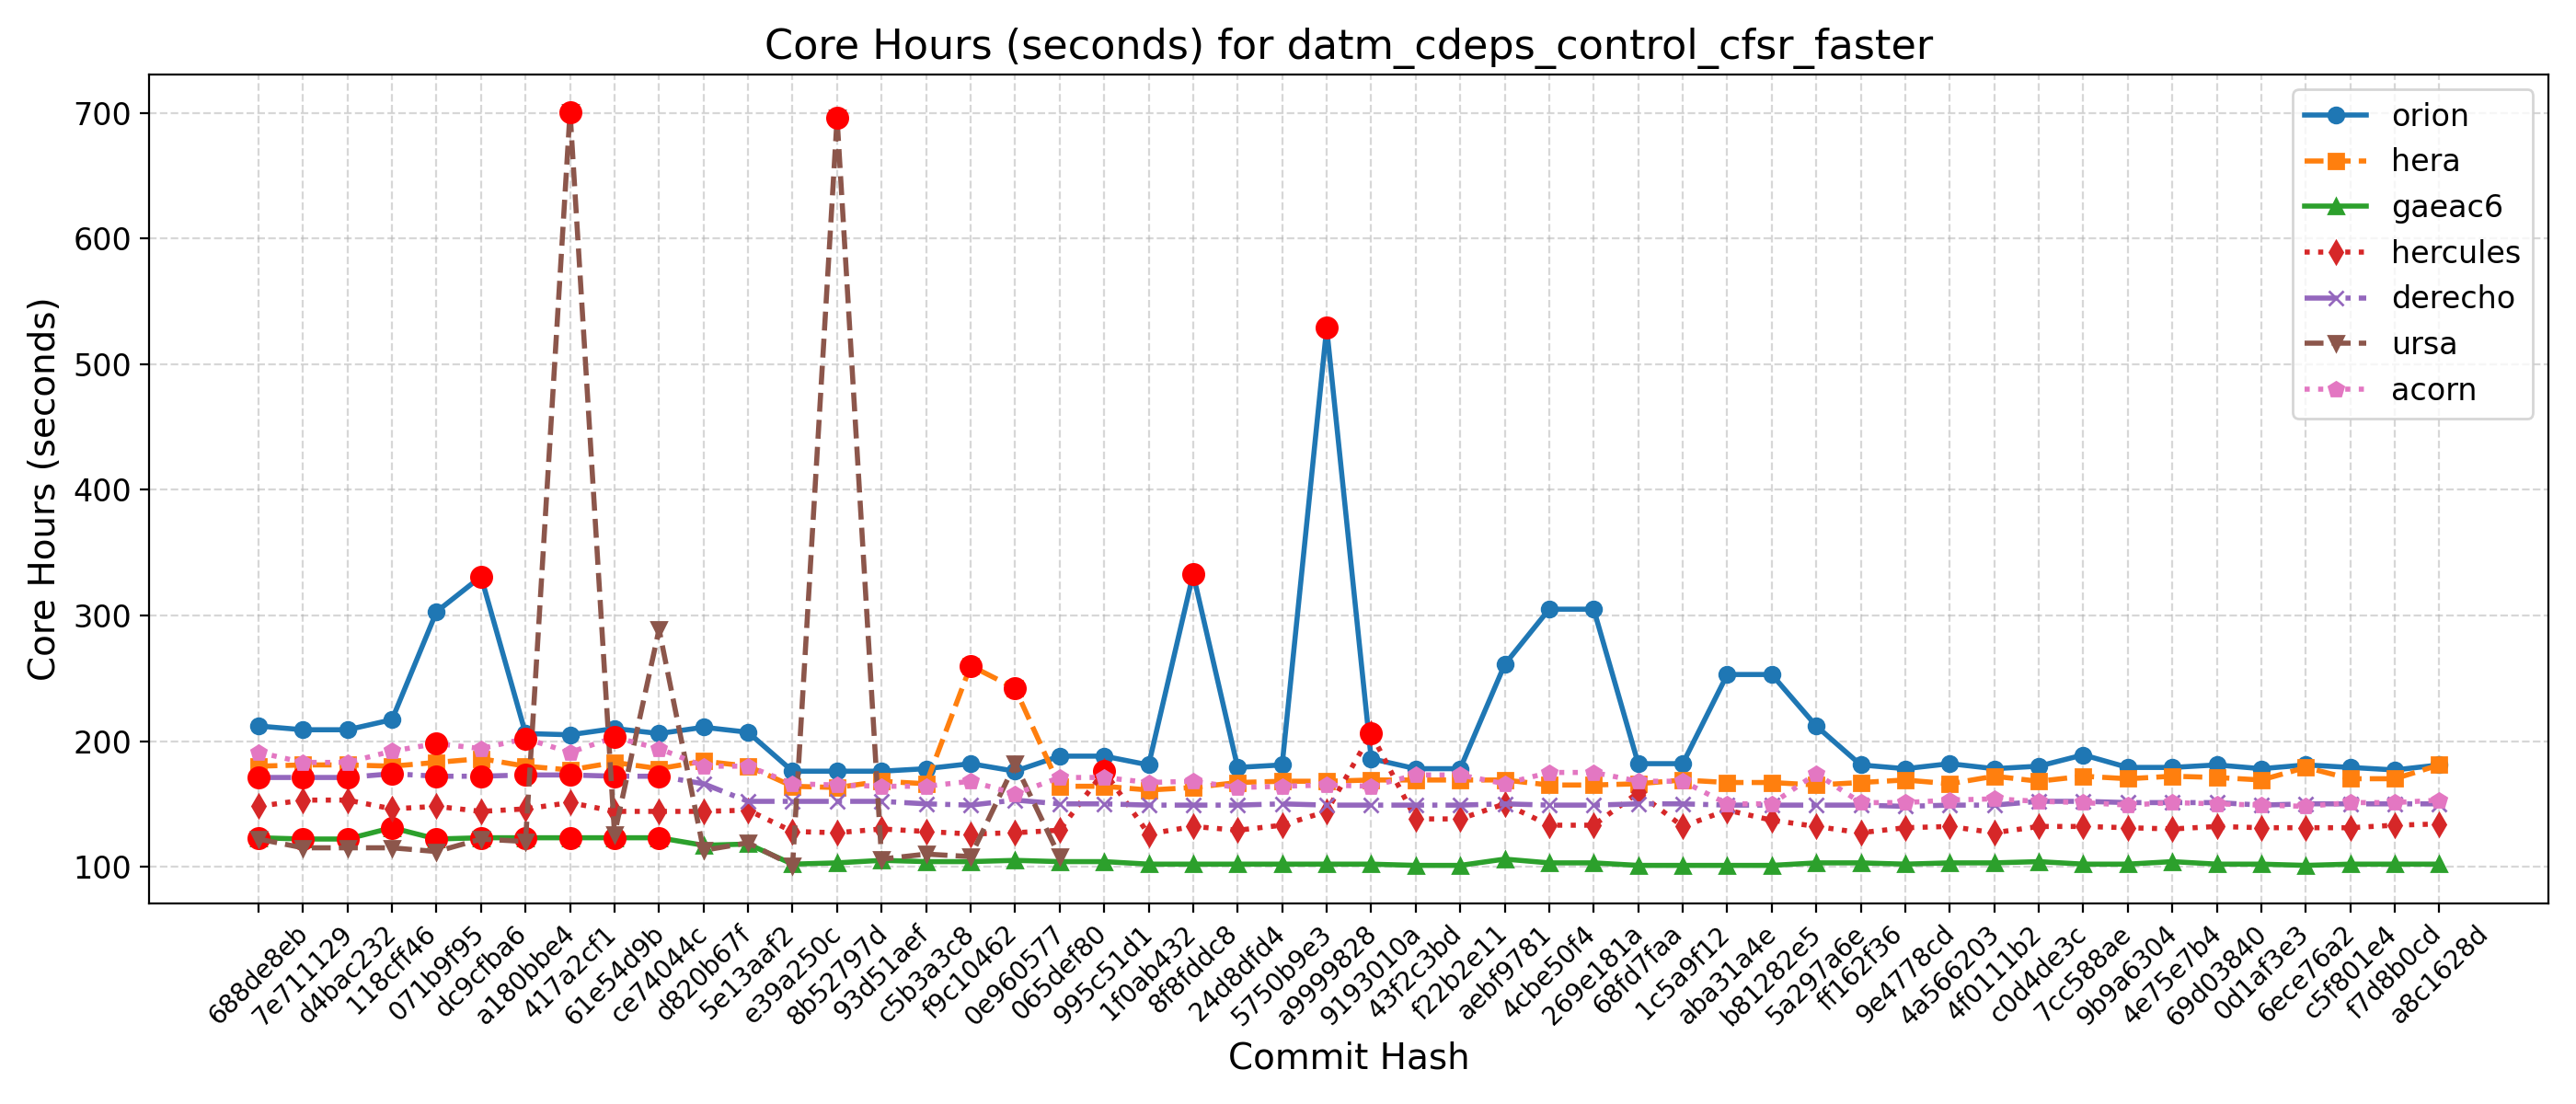 Core Hours (seconds) for datm_cdeps_control_cfsr_faster
Core Hours (seconds)
700
600
500
400
300
200
100
orion
hera
gaeac6
hercules
derecho
ursa
acorn
688de8eb
7e711129
d4bac232
118cff46
071b9f95
dc9cfba6
a180bbe4
417a2cf1
61e54d9b
ce74044c
d820b67f
5e13aaf2
e39a250c
8b52797d
93d51aef
c5b3a3c8
f9c10462
0e960577
065def80
995c51d1
1f0ab432
8f8fddc8
24d8dfd4
5750b9e3
a9999828
9193010a
43f2c3bd
f22b2e11
aebf9781
4cbe50f4
269e181a
68fd7faa
1c5a9f12
aba31a4e
b81282e5
5a297a6e
ff162f36
9e4778cd
4a566203
4f0111b2
c0d4de3c
7cc588ae
9b9a6304
4e75e7b4
69d03840
0d1af3e3
6ece76a2
c5f801e4
f7d8b0cd
a8c1628d
Commit Hash